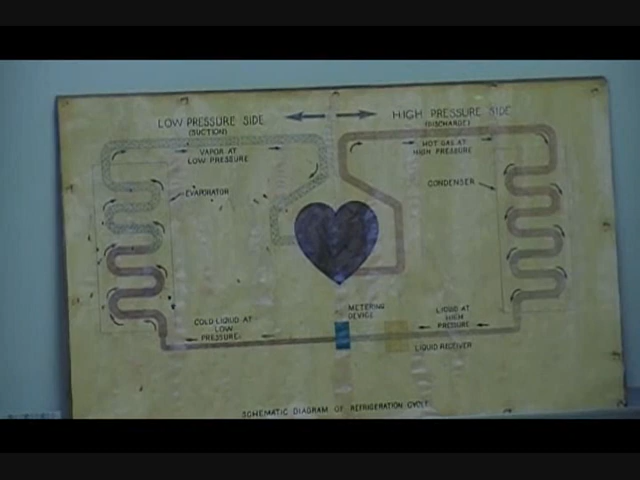 LOW PRESSURE SIDE
(SUCTION)
HIGH PRESSURE SIDE
(DISCHARGE)
VAPOR AT
LOW PRESSURE
HOT GAS AT
HIGH PRESSURE
EVAPORATOR
CONDENSER
COLD LIQUID AT
LOW
PRESSURE
METERING
DEVICE
LIQUID AT
HIGH
PRESSURE
LIQUID RECEIVER
SCHEMATIC DIAGRAM OF REFRIGERATION CYCLE